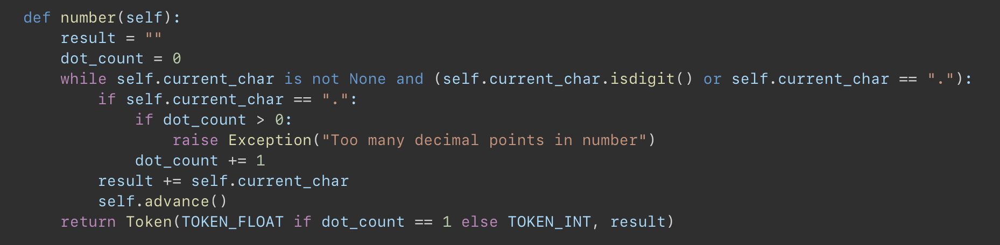 def number(self):
    result = ""
    dot_count = 0
    while self.current_char is not None and (self.current_char.isdigit() or self.current_char == "."):
        if self.current_char == ".":
            if dot_count > 0:
                raise Exception("Too many decimal points in number")
            dot_count += 1
        result += self.current_char
        self.advance()
    return Token(TOKEN_FLOAT if dot_count == 1 else TOKEN_INT, result)